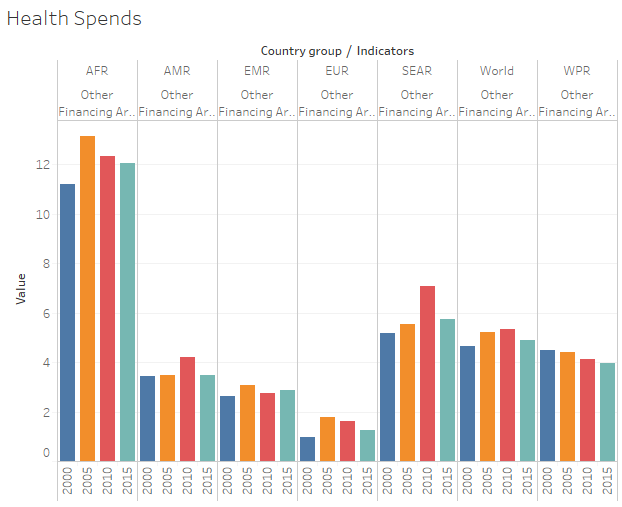 Health Spends
Country group / Indicators
AFR AMR EMR EUR SEAR World WPR
Other Other Other Other Other Other Other
Financing Ar.. Financing Ar.. Financing Ar.. Financing Ar.. Financing Ar.. Financing Ar.. Financing Ar..
Value
12
10
8
6
4
2
0
2000 2005 2010 2015 2000 2005 2010 2015 2000 2005 2010 2015 2000 2005 2010 2015 2000 2005 2010 2015 2000 2005 2010 2015 2000 2005 2010 2015